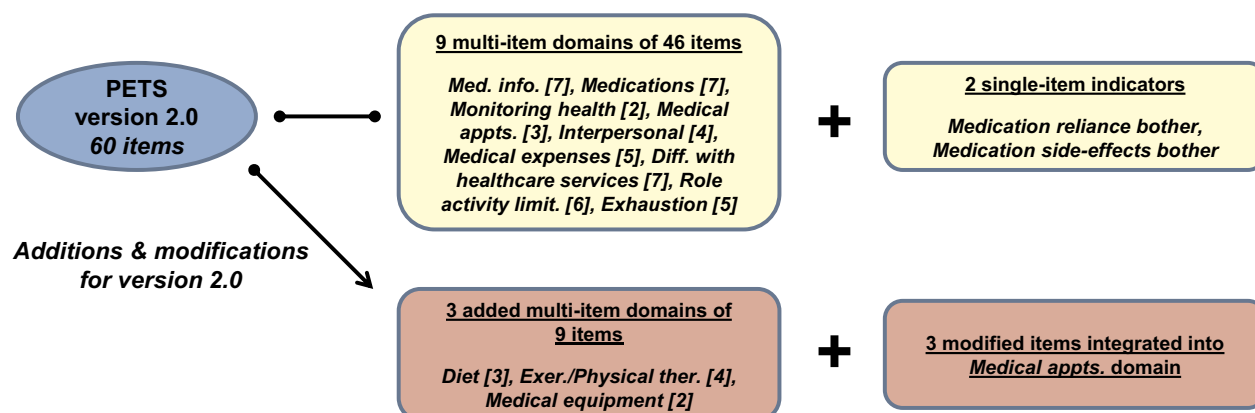 PETS
version 2.0
60 items
9 multi-item domains of 46 items
Med. info. [7], Medications [7],
Monitoring health [2], Medical
appts. [3], Interpersonal [4],
Medical expenses [5], Diff. with
healthcare services [7], Role
activity limit. [6], Exhaustion [5]
+
2 single-item indicators
Medication reliance bother,
Medication side-effects bother
Additions & modifications
for version 2.0
3 added multi-item domains of
9 items
Diet [3], Exer./Physical ther. [4],
Medical equipment [2]
+
3 modified items integrated into
Medical appts. domain